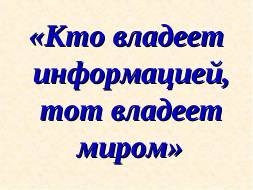 «Кто владеет
информацией,
тот владеет
миром»